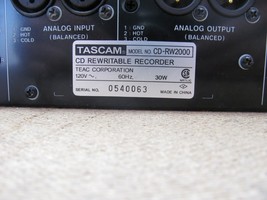 1 : GND
2 : HOT
3 : COLD
ANALOG INPUT
(BALANCED)
1 : GND
2 : HOT
3 : COLD
ANALOG OUTPUT
(BALANCED)
TASCAM MODEL NO. CD-RW2000
CD REWRITABLE RECORDER
TEAC CORPORATION
120V ~, 60Hz, 30W
SERIAL NO. 0540063
MADE IN CHINA